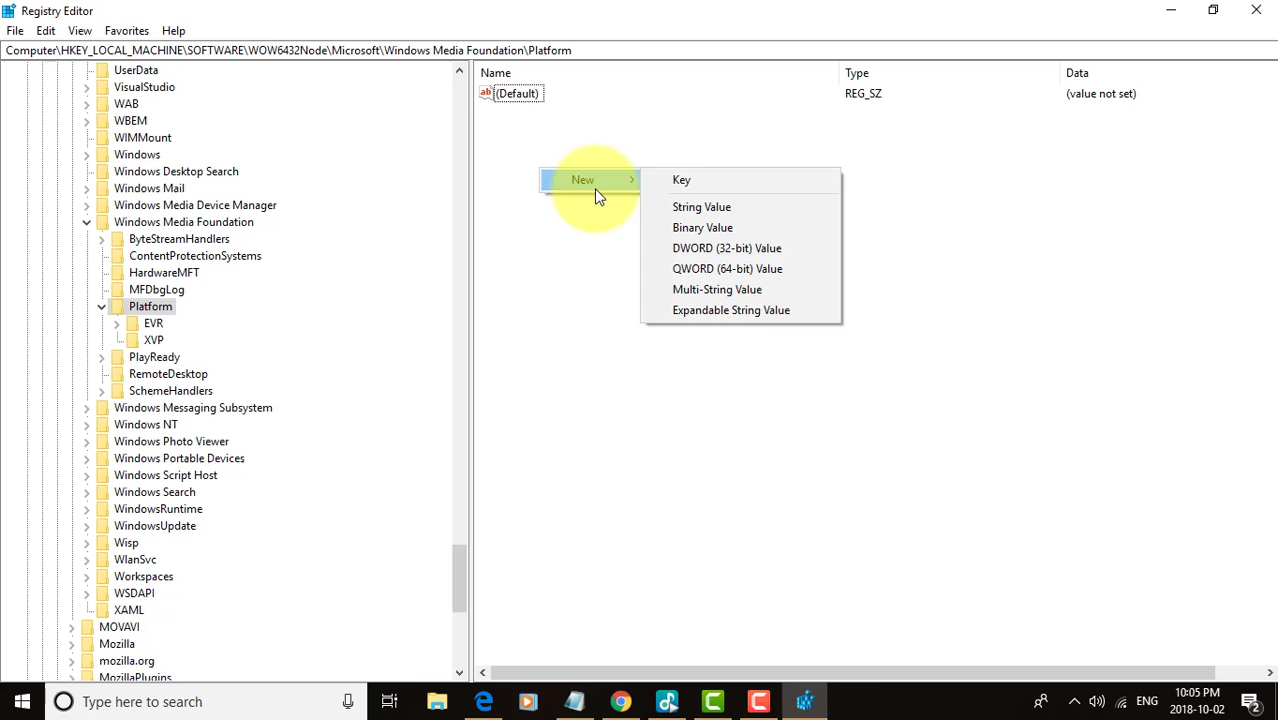 Registry Editor
File Edit View Favorites Help
Computer\HKEY_LOCAL_MACHINE\SOFTWARE\WOW6432Node\Microsoft\Windows Media Foundation\Platform
UserData
VisualStudio
WAB
WBEM
WIMMount
Windows
Windows Desktop Search
Windows Mail
Windows Media Device Manager
Windows Media Foundation
ByteStreamHandlers
ContentProtectionSystems
HardwareMFT
MFDbgLog
Platform
EVR
XVP
PlayReady
RemoteDesktop
SchemeHandlers
Windows Messaging Subsystem
Windows NT
Windows Photo Viewer
Windows Portable Devices
Windows Script Host
Windows Search
WindowsRuntime
WindowsUpdate
Wisp
WlanSvc
Workspaces
WSDAPI
XAML
MOVAVI
Mozilla
mozilla.org
MozillaPlugins
Name Type Data
ab (Default) REG_SZ (value not set)
New
Key
String Value
Binary Value
DWORD (32-bit) Value
QWORD (64-bit) Value
Multi-String Value
Expandable String Value
Type here to search
ENG
10:05 PM
2018-10-02
2